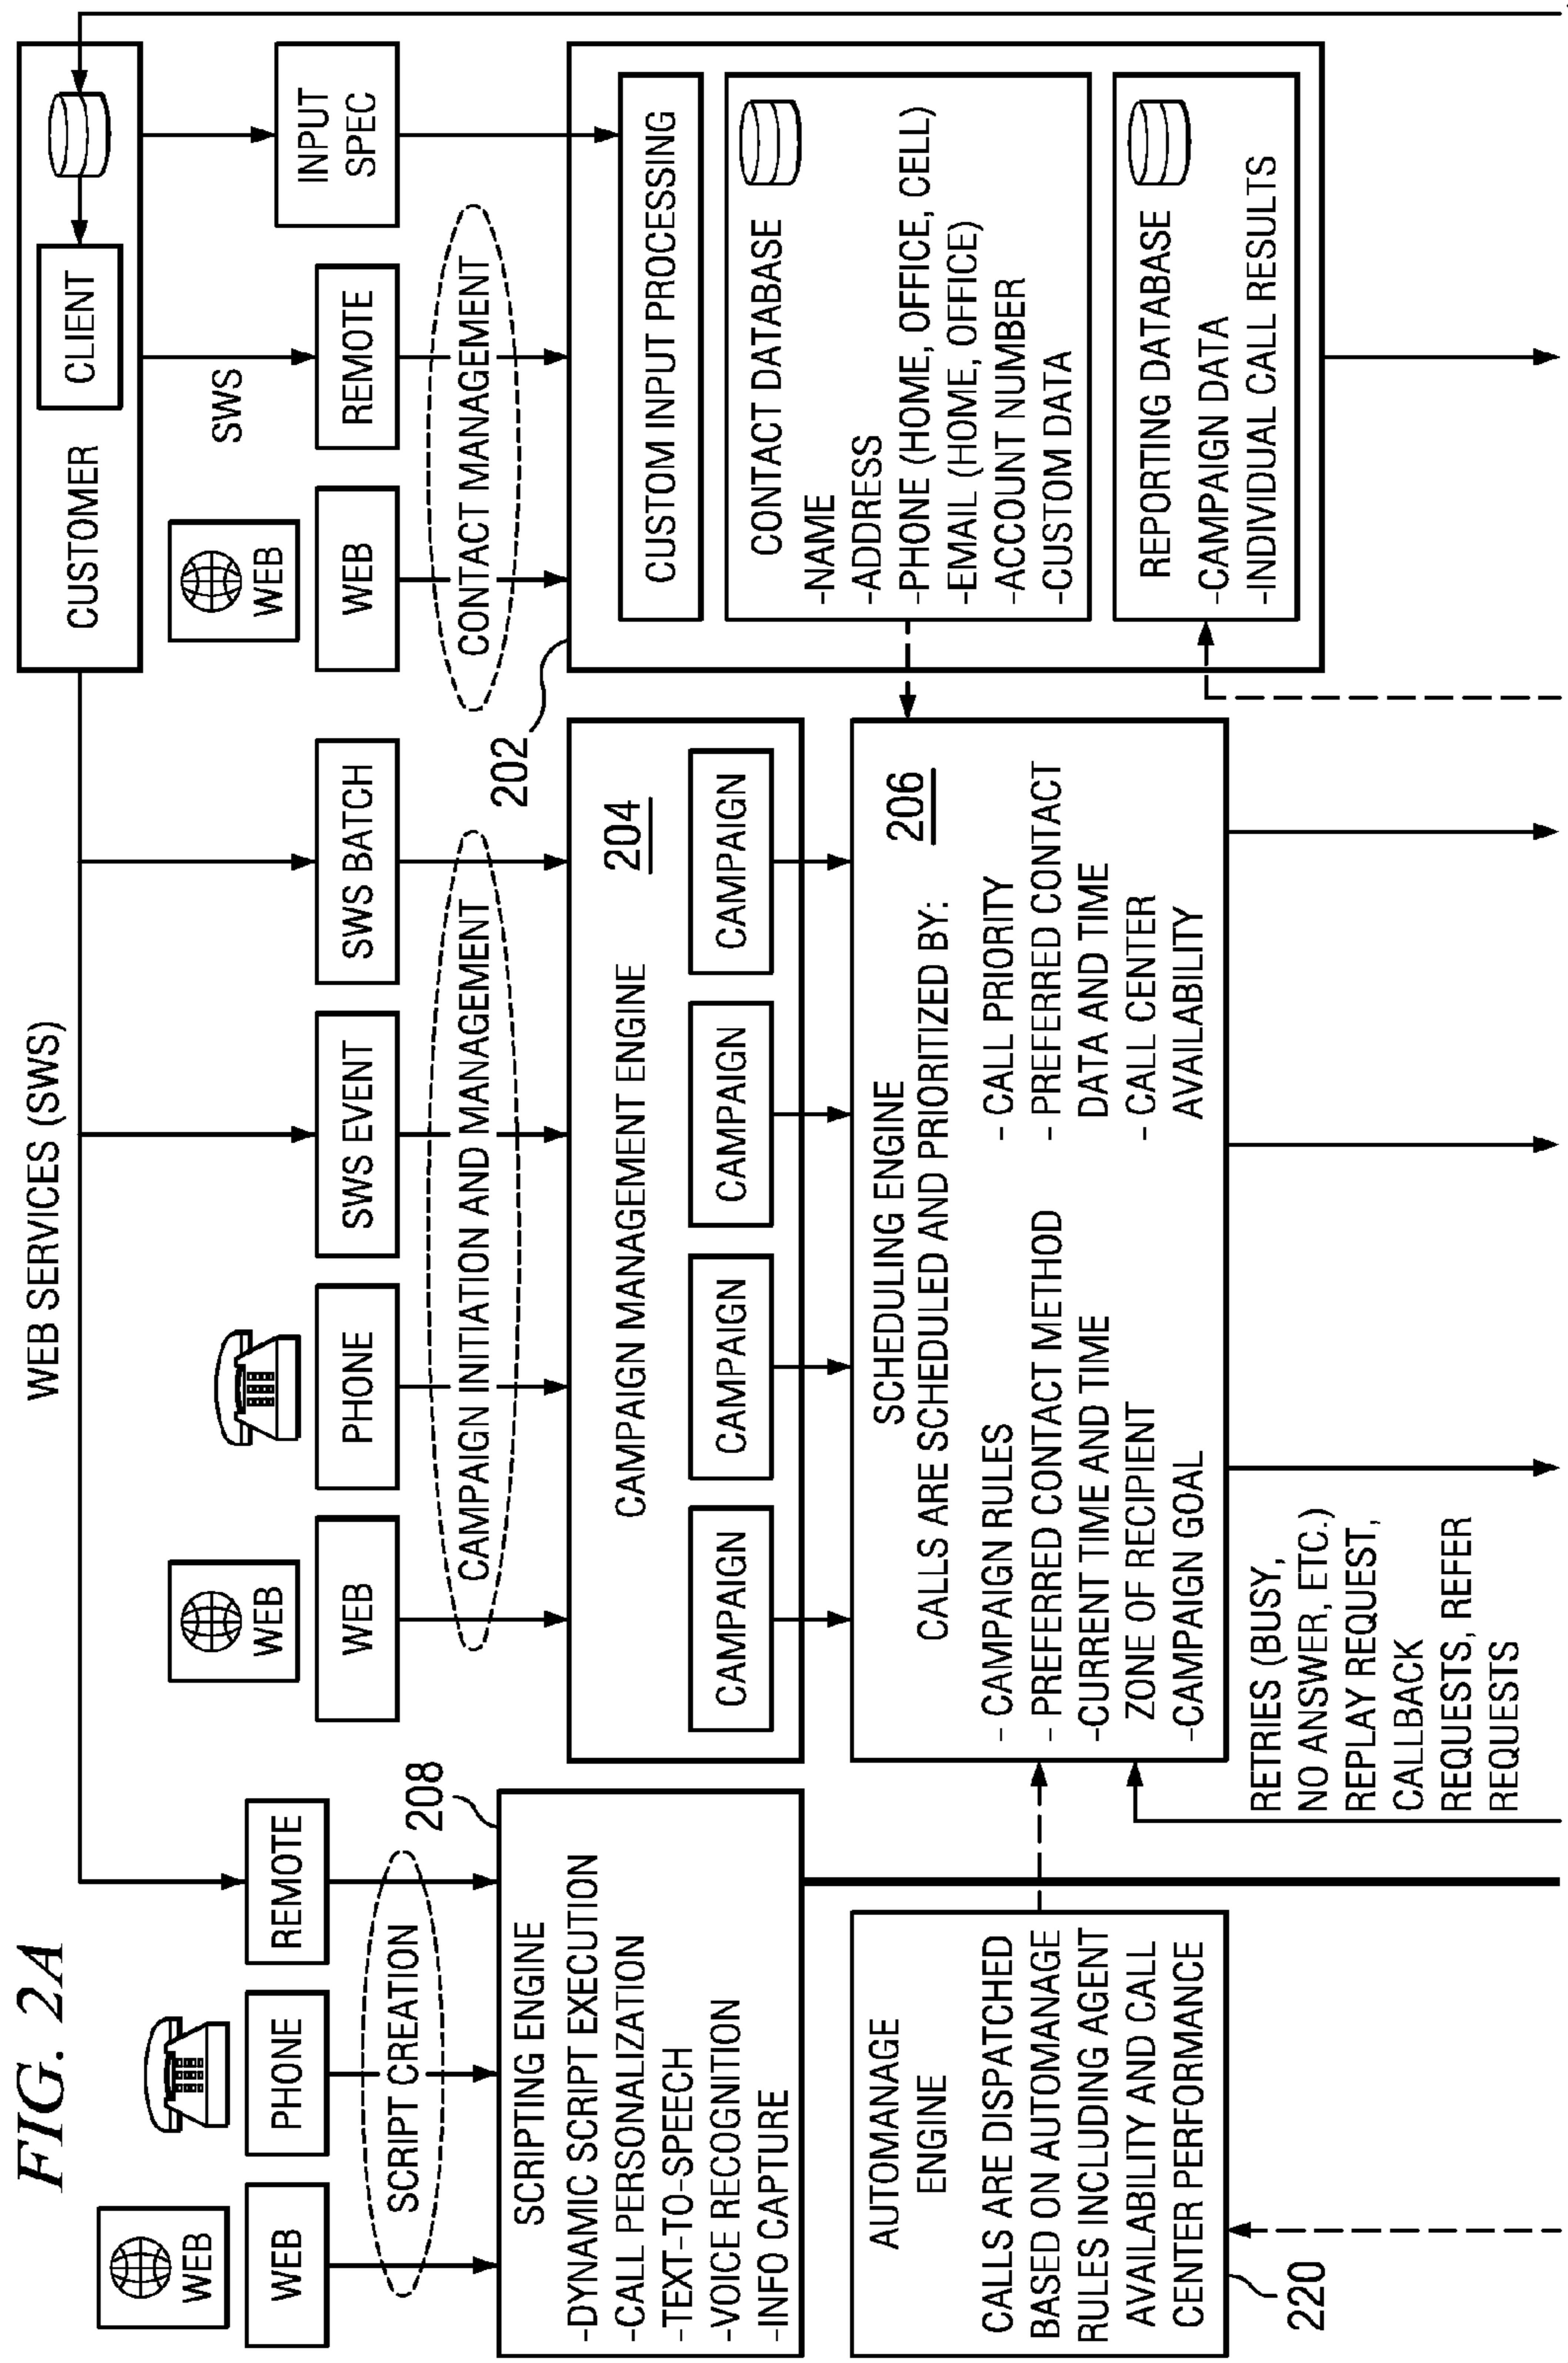 FIG. 2A
WEB SERVICES (SWS)
CUSTOMER
CLIENT
WEB
WEB
PHONE
REMOTE
SCRIPT CREATION
208
SCRIPTING ENGINE
-DYNAMIC SCRIPT EXECUTION
-CALL PERSONALIZATION
-TEXT-TO-SPEECH
-VOICE RECOGNITION
-INFO CAPTURE
WEB
WEB
PHONE
SWS EVENT
SWS BATCH
CAMPAIGN INITIATION AND MANAGEMENT
CAMPAIGN MANAGEMENT ENGINE
204
CAMPAIGN
CAMPAIGN
CAMPAIGN
CAMPAIGN
WEB
SWS
WEB
REMOTE
INPUT
SPEC
CONTACT MANAGEMENT
202
CUSTOM INPUT PROCESSING
CONTACT DATABASE
-NAME
-ADDRESS
-PHONE (HOME, OFFICE, CELL)
-EMAIL (HOME, OFFICE)
-ACCOUNT NUMBER
-CUSTOM DATA
REPORTING DATABASE
-CAMPAIGN DATA
-INDIVIDUAL CALL RESULTS
AUTOMANAGE
ENGINE
CALLS ARE DISPATCHED
BASED ON AUTOMANAGE
RULES INCLUDING AGENT
AVAILABILITY AND CALL
CENTER PERFORMANCE
220
SCHEDULING ENGINE
206
CALLS ARE SCHEDULED AND PRIORITIZED BY:
- CAMPAIGN RULES
- PREFERRED CONTACT METHOD
-CURRENT TIME AND TIME
ZONE OF RECIPIENT
-CAMPAIGN GOAL
- CALL PRIORITY
- PREFERRED CONTACT
DATA AND TIME
- CALL CENTER
AVAILABILITY
RETRIES (BUSY,
NO ANSWER, ETC.)
REPLAY REQUEST,
CALLBACK
REQUESTS, REFER
REQUESTS